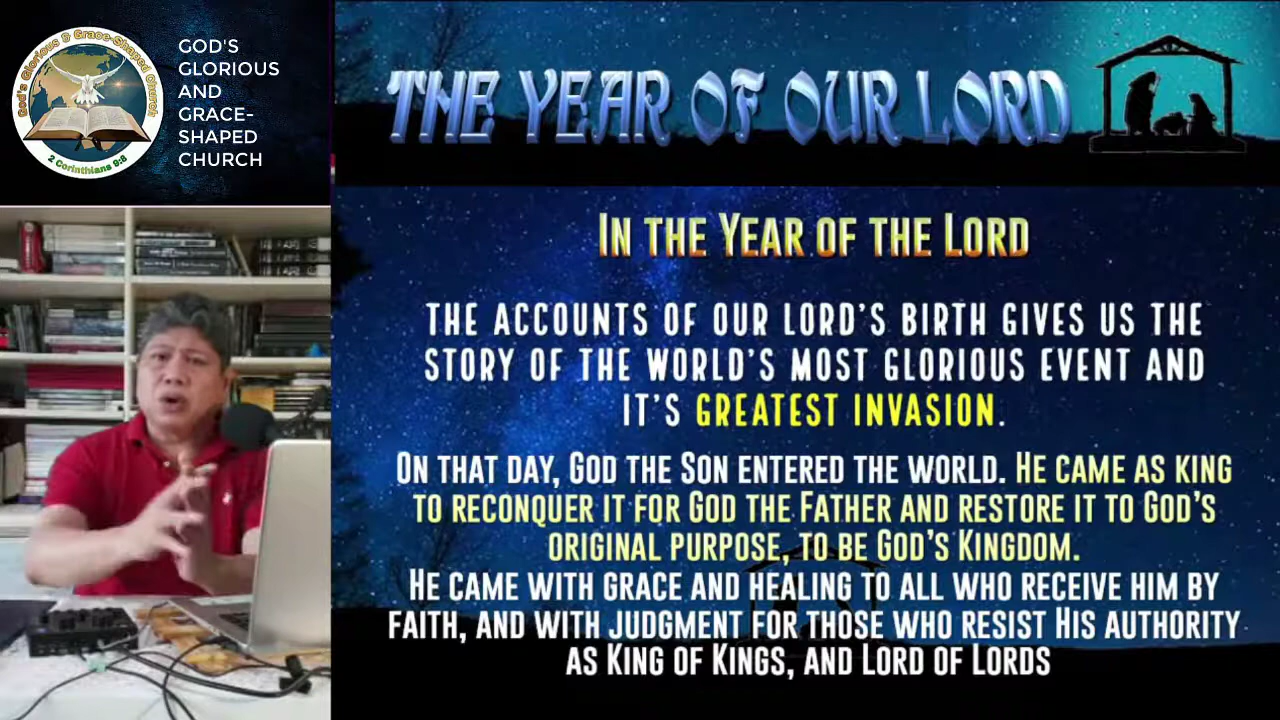 God's Glorious & Grace-Shaped Church
2 Corinthians 9:8
GOD'S
GLORIOUS
AND
GRACE-
SHAPED
CHURCH
THE YEAR OF OUR LORD
IN THE YEAR OF THE LORD
THE ACCOUNTS OF OUR LORD'S BIRTH GIVES US THE
STORY OF THE WORLD'S MOST GLORIOUS EVENT AND
IT'S GREATEST INVASION.
ON THAT DAY, GOD THE SON ENTERED THE WORLD. HE CAME AS KING
TO RECONQUER IT FOR GOD THE FATHER AND RESTORE IT TO GOD'S
ORIGINAL PURPOSE, TO BE GOD'S KINGDOM.
HE CAME WITH GRACE AND HEALING TO ALL WHO RECEIVE HIM BY
FAITH, AND WITH JUDGMENT FOR THOSE WHO RESIST HIS AUTHORITY
AS KING OF KINGS, AND LORD OF LORDS